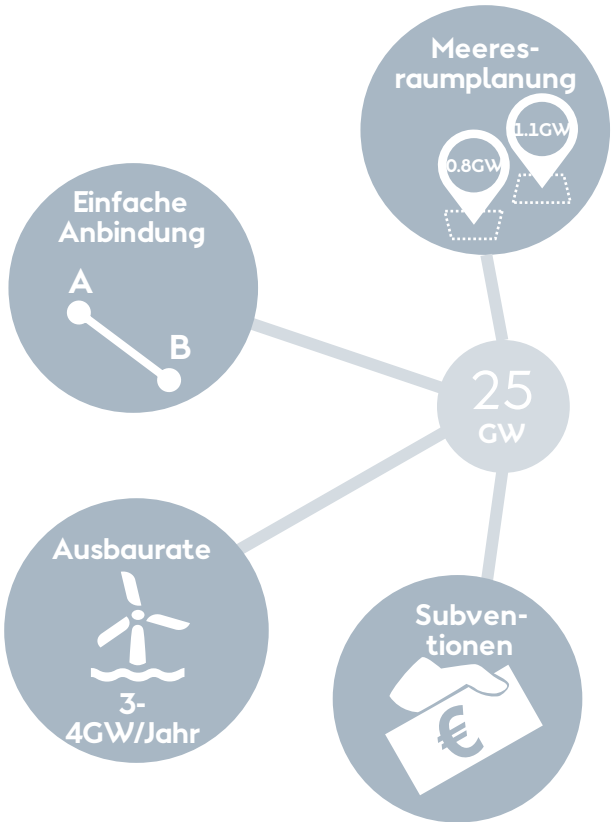 Meeres-
raumplanung
1.1GW
0.8GW
Einfache
Anbindung
A
B
25
GW
Ausbaurate
3-
4GW/Jahr
Subven-
tionen
€